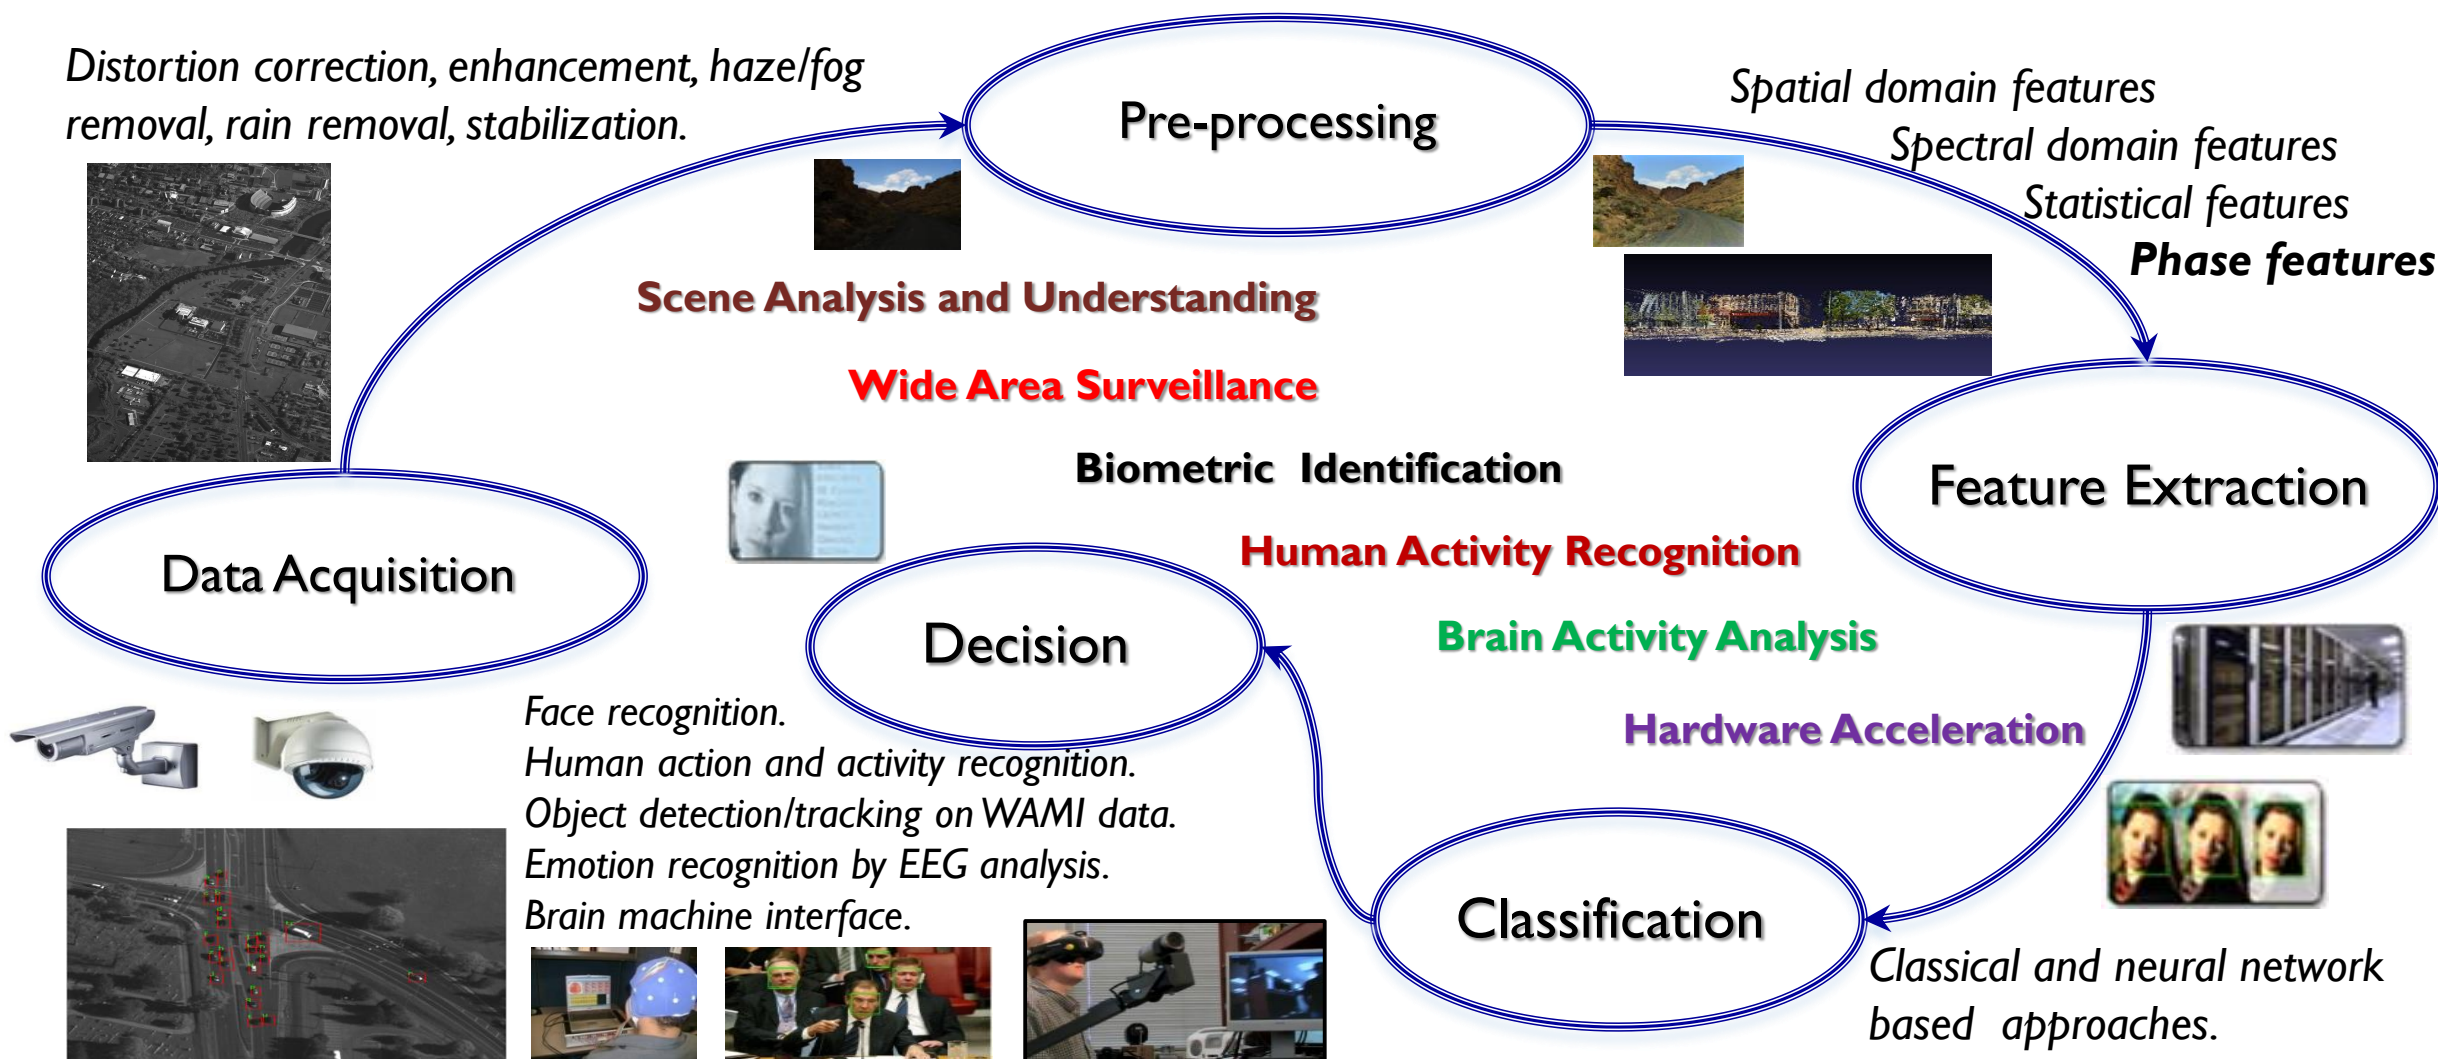 Distortion correction, enhancement, haze/fog
removal, rain removal, stabilization.
Pre-processing
Spatial domain features
Spectral domain features
Statistical features
Phase features
Scene Analysis and Understanding
Wide Area Surveillance
Biometric Identification
Human Activity Recognition
Brain Activity Analysis
Hardware Acceleration
Feature Extraction
Data Acquisition
Decision
Face recognition.
Human action and activity recognition.
Object detection/tracking on WAMI data.
Emotion recognition by EEG analysis.
Brain machine interface.
Classification
Classical and neural network
based approaches.